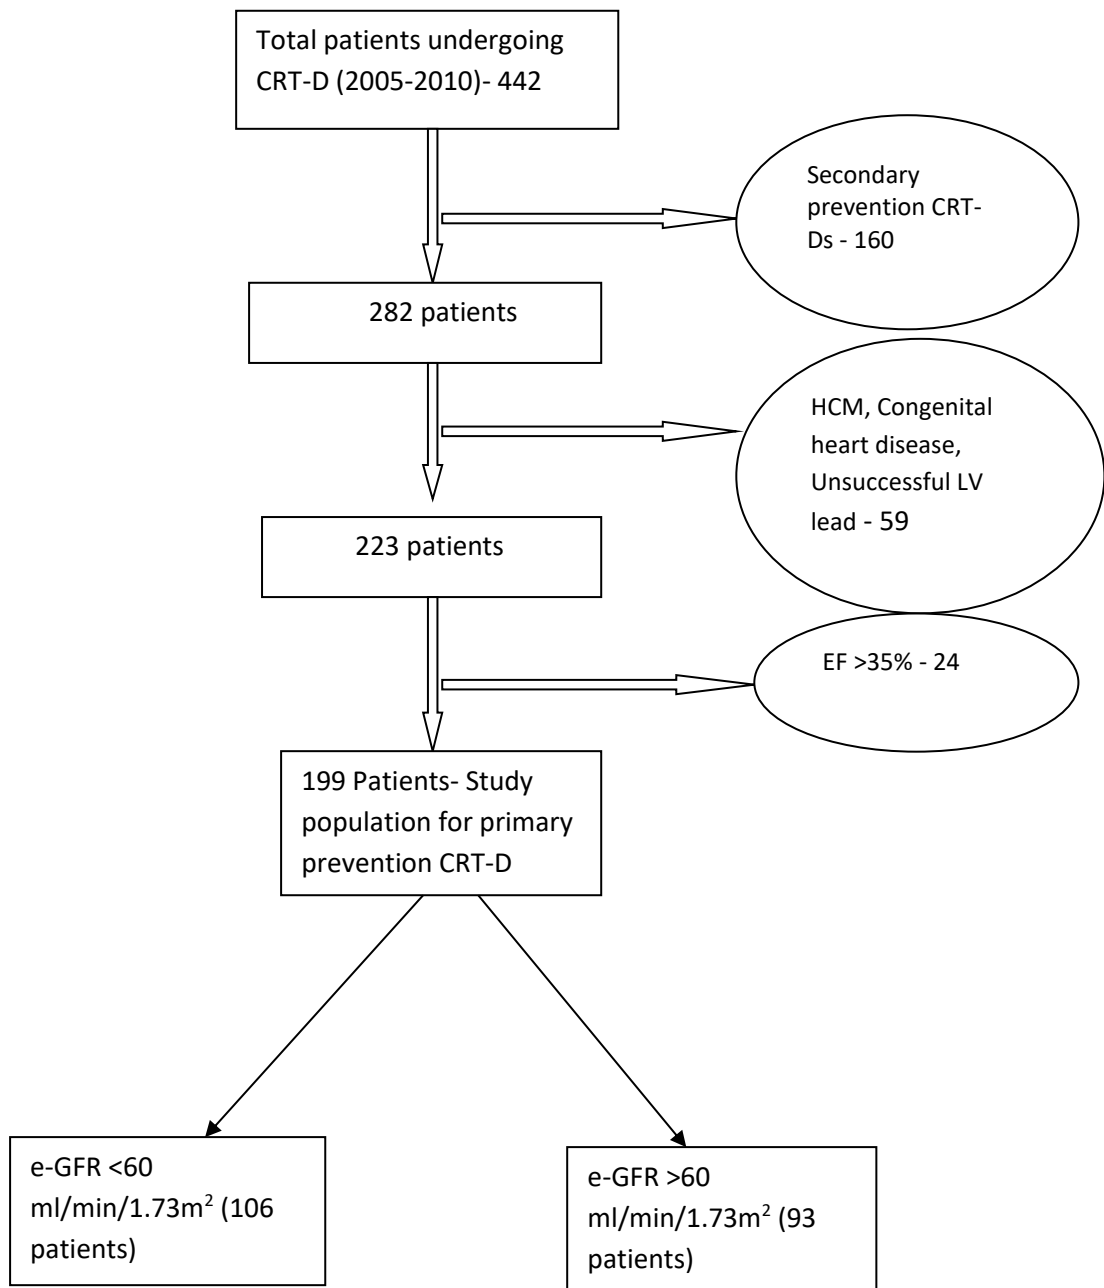 Total patients undergoing
CRT-D (2005-2010)- 442
Secondary
prevention CRT-
Ds - 160
282 patients
HCM, Congenital
heart disease,
Unsuccessful LV
lead - 59
223 patients
EF >35% - 24
199 Patients- Study
population for primary
prevention CRT-D
e-GFR <60
ml/min/1.73m² (106
patients)
e-GFR >60
ml/min/1.73m² (93
patients)